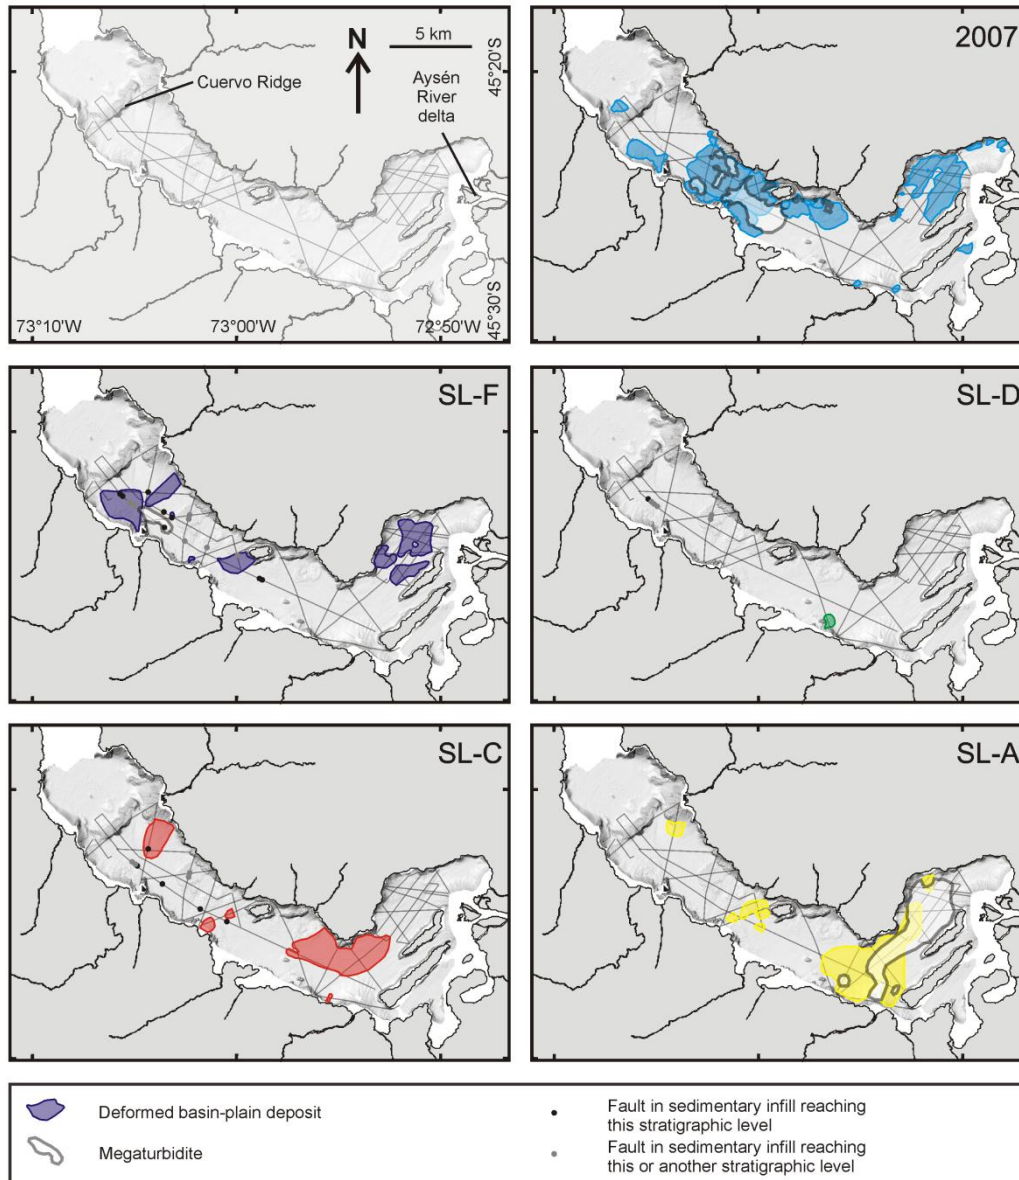 N
5 km
Cuervo Ridge
Aysén
River
delta
45°20'S
45°30'S
73°10'W
73°00'W
72°50'W
2007
SL-F
SL-D
SL-C
SL-A
Deformed basin-plain deposit
Megaturbidite
Fault in sedimentary infill reaching
this stratigraphic level
Fault in sedimentary infill reaching
this or another stratigraphic level